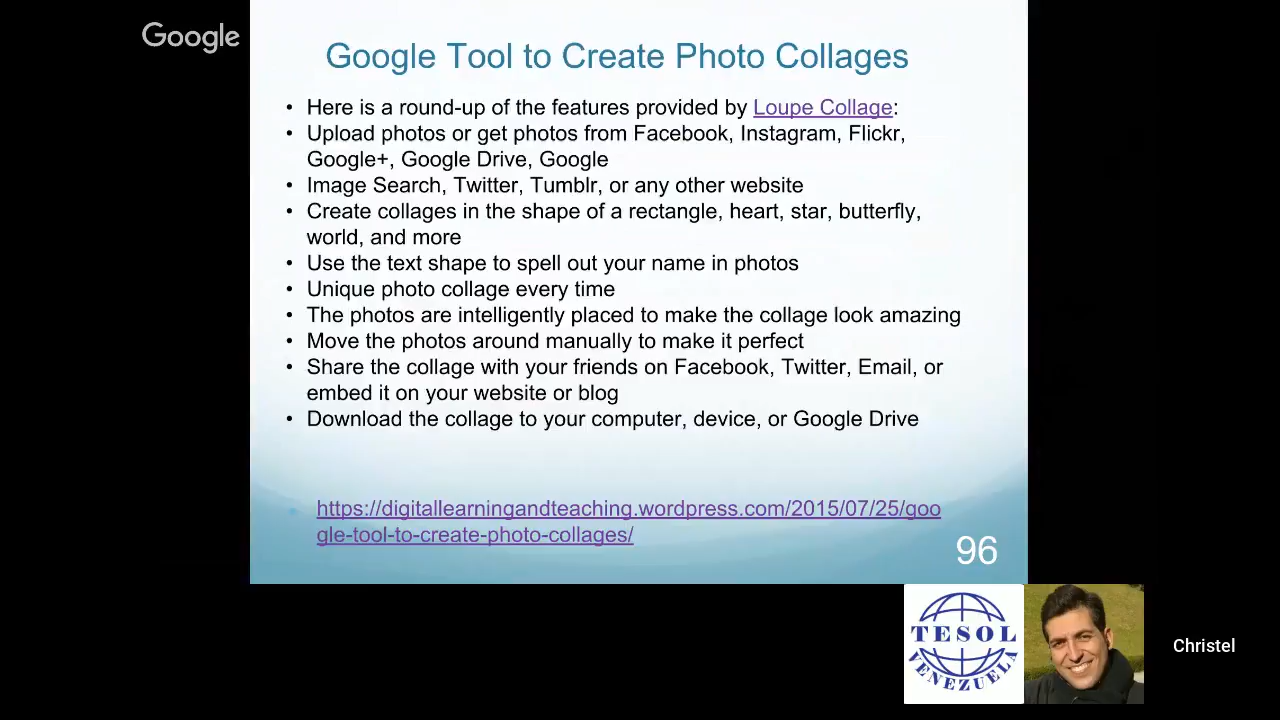 Google
Google Tool to Create Photo Collages
• Here is a round-up of the features provided by Loupe Collage:
• Upload photos or get photos from Facebook, Instagram, Flickr,
Google+, Google Drive, Google
• Image Search, Twitter, Tumblr, or any other website
• Create collages in the shape of a rectangle, heart, star, butterfly,
world, and more
• Use the text shape to spell out your name in photos
• Unique photo collage every time
• The photos are intelligently placed to make the collage look amazing
• Move the photos around manually to make it perfect
• Share the collage with your friends on Facebook, Twitter, Email, or
embed it on your website or blog
• Download the collage to your computer, device, or Google Drive
• https://digitallearningandteaching.wordpress.com/2015/07/25/goo
gle-tool-to-create-photo-collages/
96
TESOL
VENEZUELA
Christel